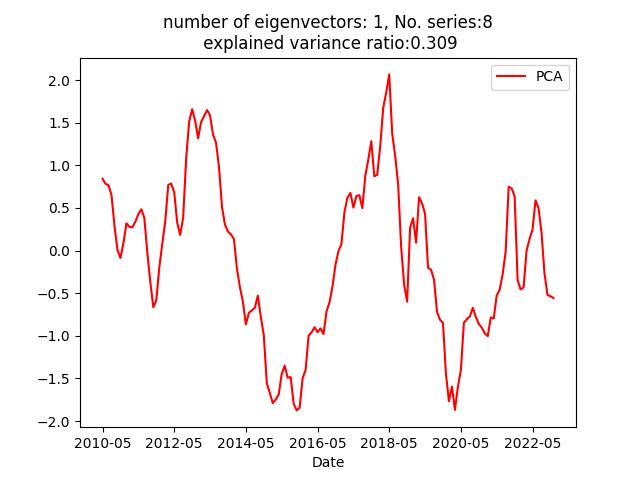 number of eigenvectors: 1, No. series:8
explained variance ratio:0.309
PCA
2.0
1.5
1.0
0.5
0.0
−0.5
−1.0
−1.5
−2.0
2010-05 2012-05 2014-05 2016-05 2018-05 2020-05 2022-05
Date